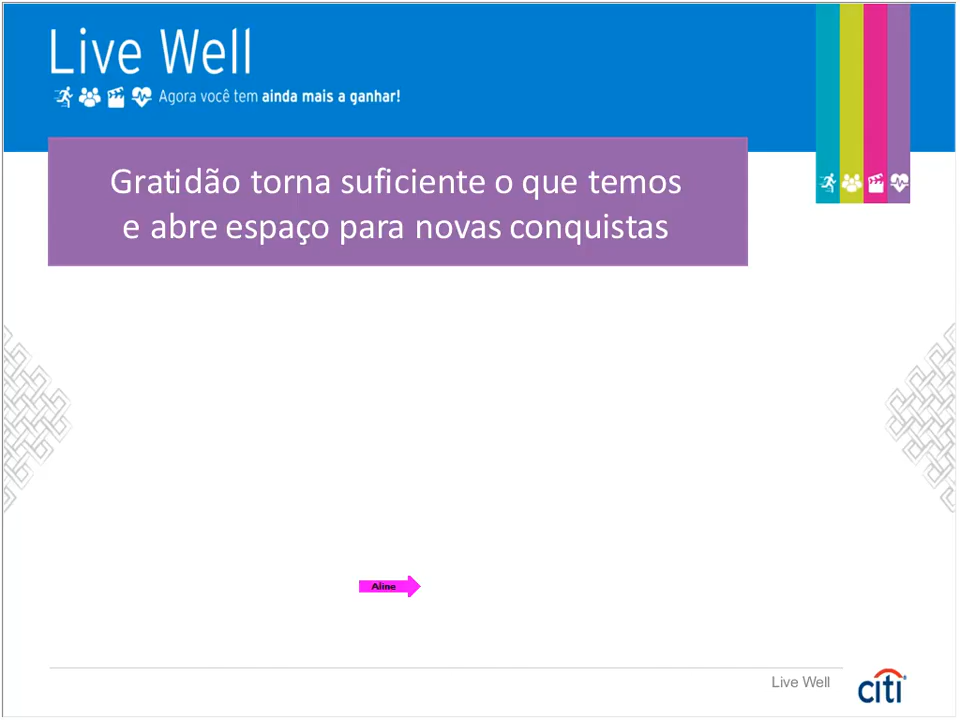 Live Well
Agora você tem ainda mais a ganhar!
Gratidão torna suficiente o que temos
e abre espaço para novas conquistas
Aline
Live Well
citi